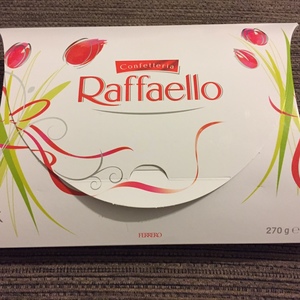 Confetteria
Raffaello
FERRERO
270 g e